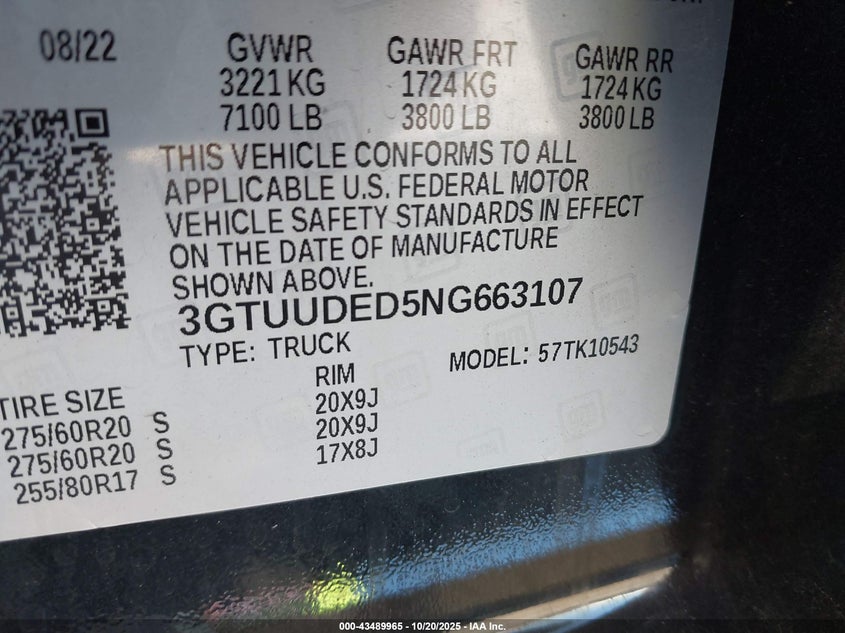 08/22 GVWR GAWR FRT GAWR RR
3221 KG 1724 KG 1724 KG
7100 LB 3800 LB 3800 LB
THIS VEHICLE CONFORMS TO ALL
APPLICABLE U.S. FEDERAL MOTOR
VEHICLE SAFETY STANDARDS IN EFFECT
ON THE DATE OF MANUFACTURE
SHOWN ABOVE.
3GTUUDED5NG663107
TYPE: TRUCK MODEL: 57TK10543
TIRE SIZE RIM
275/60R20 S 20X9J
275/60R20 S 20X9J
255/80R17 S 17X8J
000-43489965 - 10/20/2025 - IAA Inc.